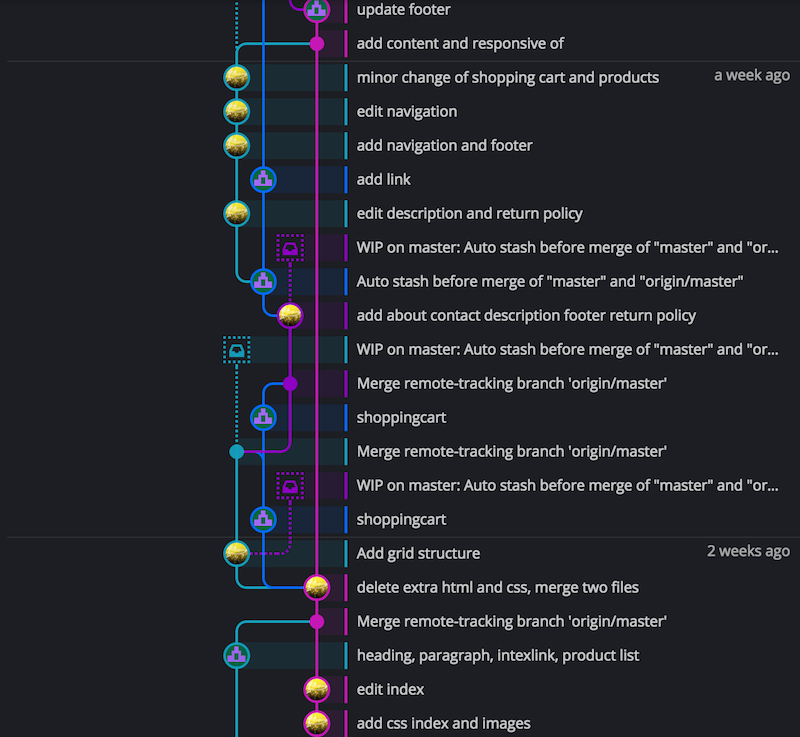 update footer
add content and responsive of
minor change of shopping cart and products a week ago
edit navigation
add navigation and footer
add link
edit description and return policy
WIP on master: Auto stash before merge of "master" and "or...
Auto stash before merge of "master" and "origin/master"
add about contact description footer return policy
WIP on master: Auto stash before merge of "master" and "or...
Merge remote-tracking branch 'origin/master'
shoppingcart
Merge remote-tracking branch 'origin/master'
WIP on master: Auto stash before merge of "master" and "or...
shoppingcart
Add grid structure 2 weeks ago
delete extra html and css, merge two files
Merge remote-tracking branch 'origin/master'
heading, paragraph, intexlink, product list
edit index
add css index and images